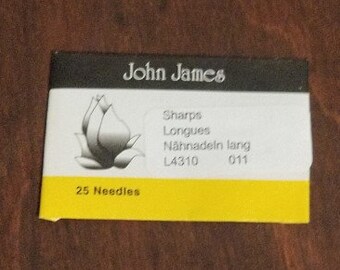 John James
Sharps
Longues
Nähnadeln lang
L4310 011
25 Needles